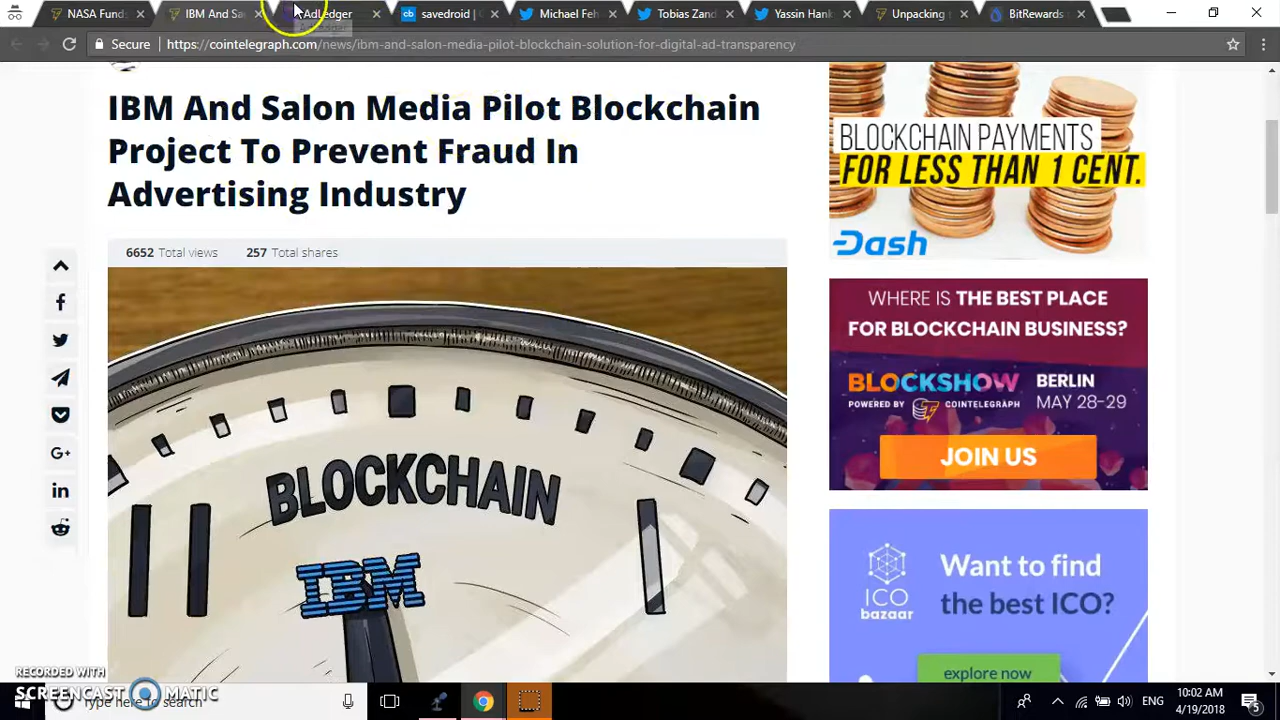 NASA Fund
IBM And Sa
AdLedger
savedroid |
Michael Feh
Tobias Zand
Yassin Hank
Unpacking
BitRewards
Secure
https://cointelegraph.com/news/ibm-and-salon-media-pilot-blockchain-solution-for-digital-ad-transparency
IBM And Salon Media Pilot Blockchain
Project To Prevent Fraud In
Advertising Industry
6652 Total views
257 Total shares
BLOCKCHAIN
IBM
BLOCKCHAIN PAYMENTS
FOR LESS THAN 1 CENT.
Dash
WHERE IS THE BEST PLACE
FOR BLOCKCHAIN BUSINESS?
BLOCKSHOW
POWERED BY COINTELEGRAPH
BERLIN
MAY 28-29
JOIN US
ICO
bazaar
Want to find
the best ICO?
explore now
RECORDED WITH
SCREENCAST MATIC
Type here to search
ENG
10:02 AM
4/19/2018
5